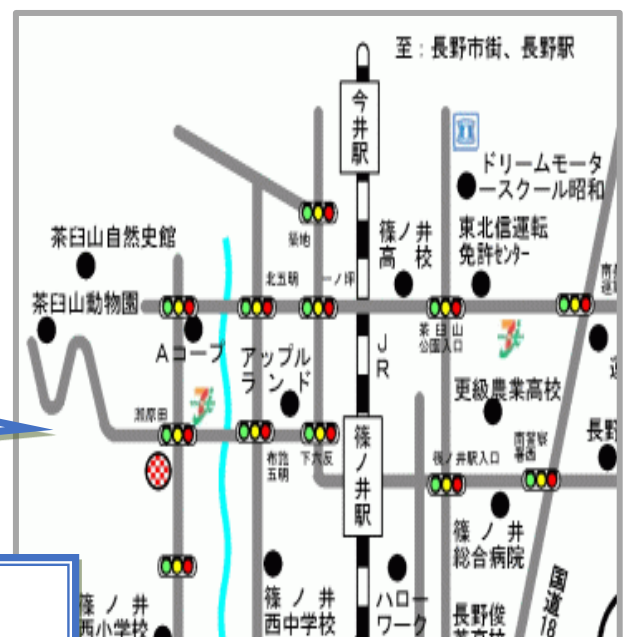 至：長野市街、長野駅
今井駅
ドリームモータ
ースクール昭和
築地
篠ノ井
高校
東北信運転
免許センター
茶臼山自然史館
北五明
一ノ坪
茶臼山動物園
茶臼山
公園入口
JR
Aコープ
アップル
ランド
更級農業高校
瀬原田
布施
五明
下六反
篠ノ井駅
篠ノ井駅入口
長野
篠ノ井
総合病院
国道18
篠ノ井
西小学校
篠ノ井
西中学校
ハロー
ワーク
長野俊